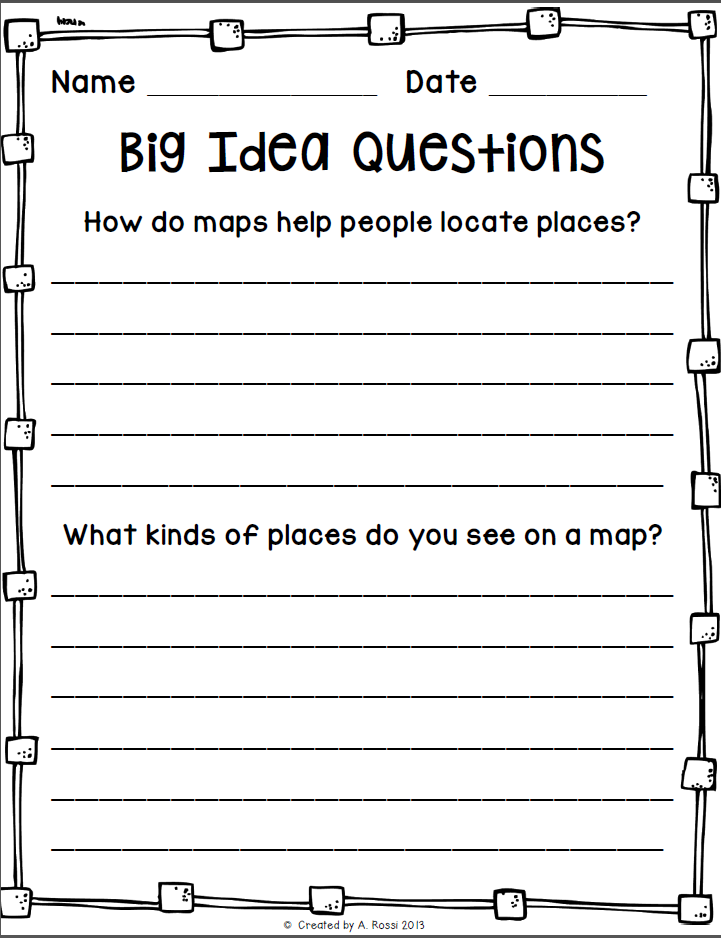 Name _______________ Date __________
Big Idea Questions
How do maps help people locate places?
What kinds of places do you see on a map?
© Created by A. Rossi 2013